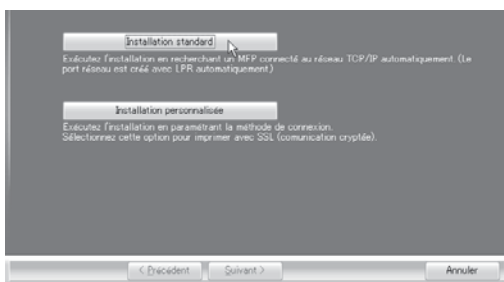 Installation standard
Exécutez l'installation en recherchant un MFP connecté au réseau TCP/IP automatiquement. (Le
port réseau est créé avec LPR automatiquement.)
Installation personnalisée
Exécutez l'installation en paramétrant la méthode de connexion.
Sélectionnez cette option pour imprimer avec SSL (comunication cryptée).
< Précédent
Suivant >
Annuler